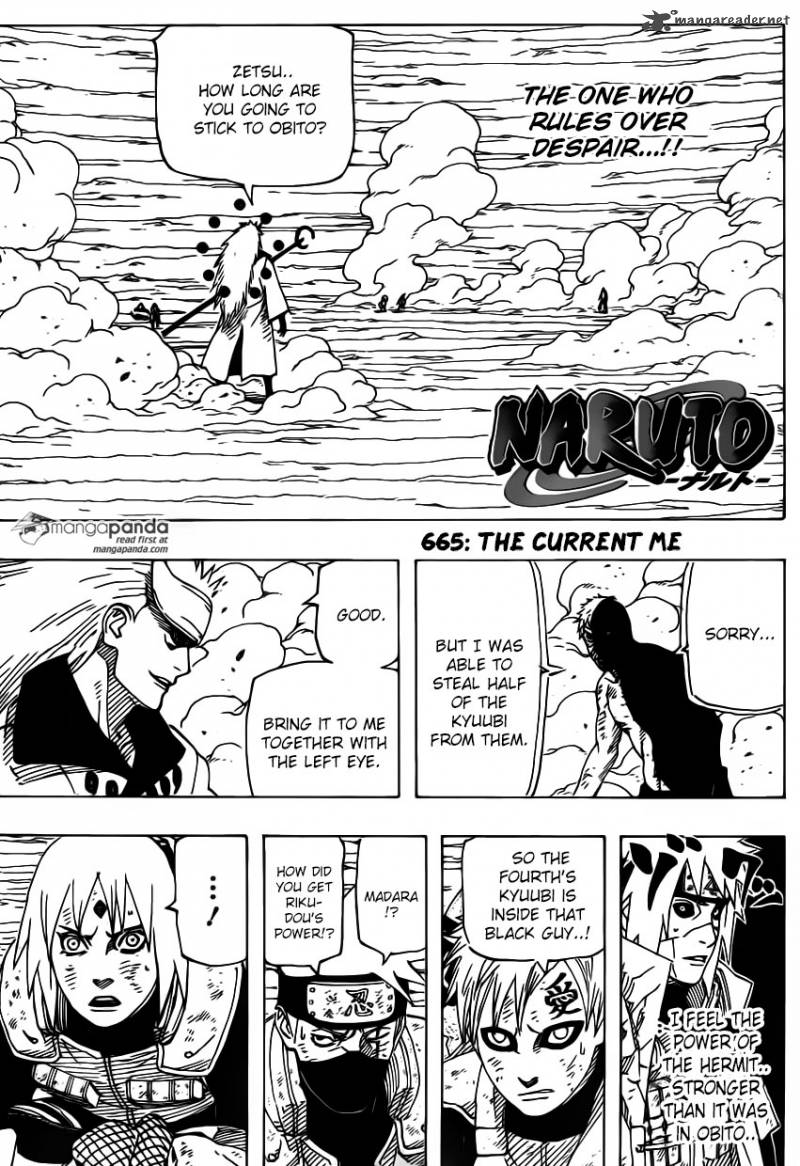 mangareader.net
THE ONE WHO
RULES OVER
DESPAIR...!!
ZETSU..
HOW LONG ARE
YOU GOING TO
STICK TO OBITO?
NARUTO
-ナルト-
mangapanda
read first at
mangapanda.com
665: THE CURRENT ME
SORRY...
BUT I WAS
ABLE TO
STEAL HALF
OF THE
KYUUBI
FROM THEM.
GOOD.
BRING IT TO ME
TOGETHER WITH
THE LEFT EYE.
I FEEL THE
POWER OF
THE HERMIT..
STRONGER
THAN IT WAS
IN OBITO..
SO THE
FOURTH'S
KYUUBI IS
INSIDE THAT
BLACK GUY..!
愛
MADARA
!?
HOW DID
YOU GET
RIKU-
DOU'S
POWER!?
忍
...!